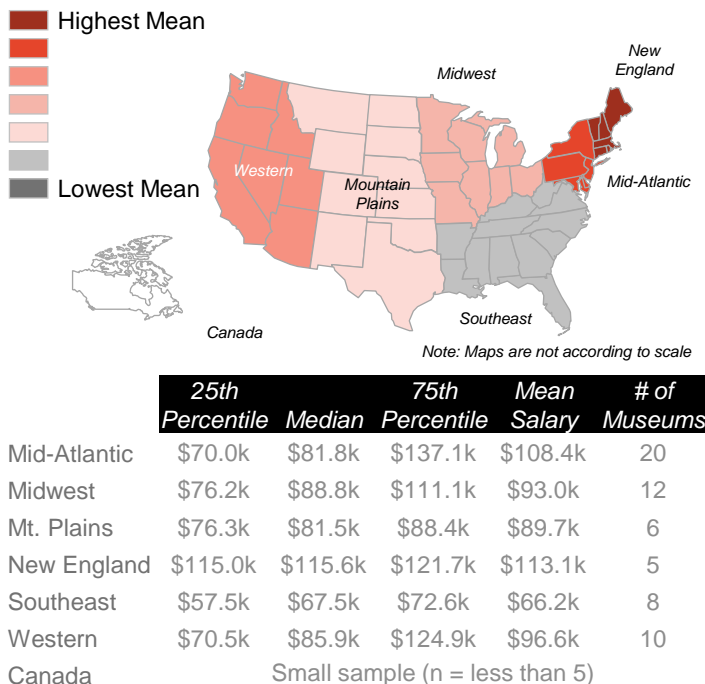 Highest Mean
Lowest Mean
New
England
Midwest
Western
Mountain
Plains
Mid-Atlantic
Southeast
Canada
Note: Maps are not according to scale
25th Percentile Median 75th Percentile Mean Salary # of Museums
Mid-Atlantic $70.0k $81.8k $137.1k $108.4k 20
Midwest $76.2k $88.8k $111.1k $93.0k 12
Mt. Plains $76.3k $81.5k $88.4k $89.7k 6
New England $115.0k $115.6k $121.7k $113.1k 5
Southeast $57.5k $67.5k $72.6k $66.2k 8
Western $70.5k $85.9k $124.9k $96.6k 10
Canada Small sample (n = less than 5)